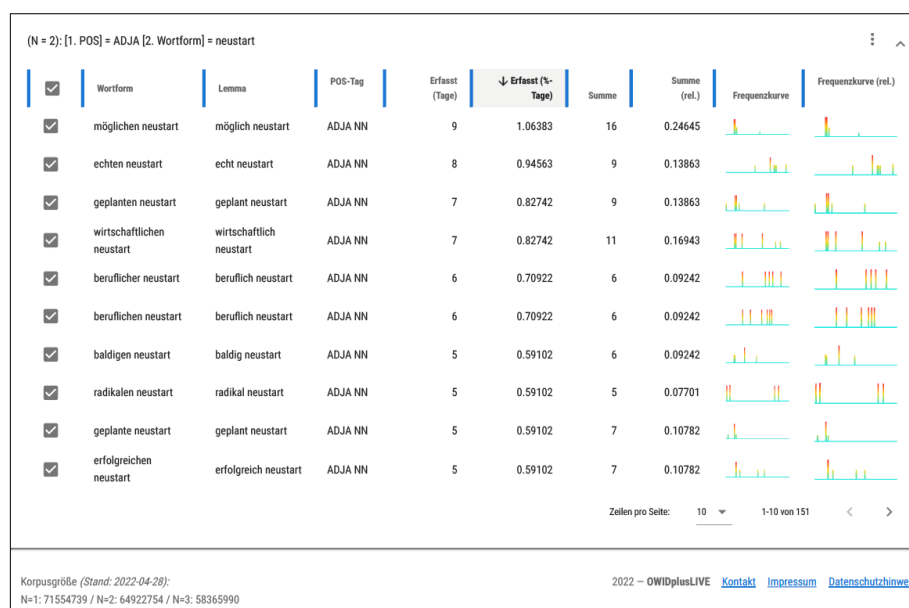 (N = 2): [1. POS] = ADJA [2. Wortform] = neustart
Wortform Lemma POS-Tag Erfasst (Tage) ↓ Erfasst (%-Tage) Summe Summe (rel.) Frequenzkurve Frequenzkurve (rel.)
möglichen neustart möglich neustart ADJA NN 9 1.06383 16 0.24645
echten neustart echt neustart ADJA NN 8 0.94563 9 0.13863
geplanten neustart geplant neustart ADJA NN 7 0.82742 9 0.13863
wirtschaftlichen neustart wirtschaftlich neustart ADJA NN 7 0.82742 11 0.16943
beruflicher neustart beruflich neustart ADJA NN 6 0.70922 6 0.09242
beruflichen neustart beruflich neustart ADJA NN 6 0.70922 6 0.09242
baldigen neustart baldig neustart ADJA NN 5 0.59102 6 0.09242
radikalen neustart radikal neustart ADJA NN 5 0.59102 5 0.07701
geplante neustart geplant neustart ADJA NN 5 0.59102 7 0.10782
erfolgreichen neustart erfolgreich neustart ADJA NN 5 0.59102 7 0.10782
Zeilen pro Seite: 10 1-10 von 151
Korpusgröße (Stand: 2022-04-28):
N=1: 71554739 / N=2: 64922754 / N=3: 58365990
2022 — OWIDplusLIVE Kontakt Impressum Datenschutzhinwe